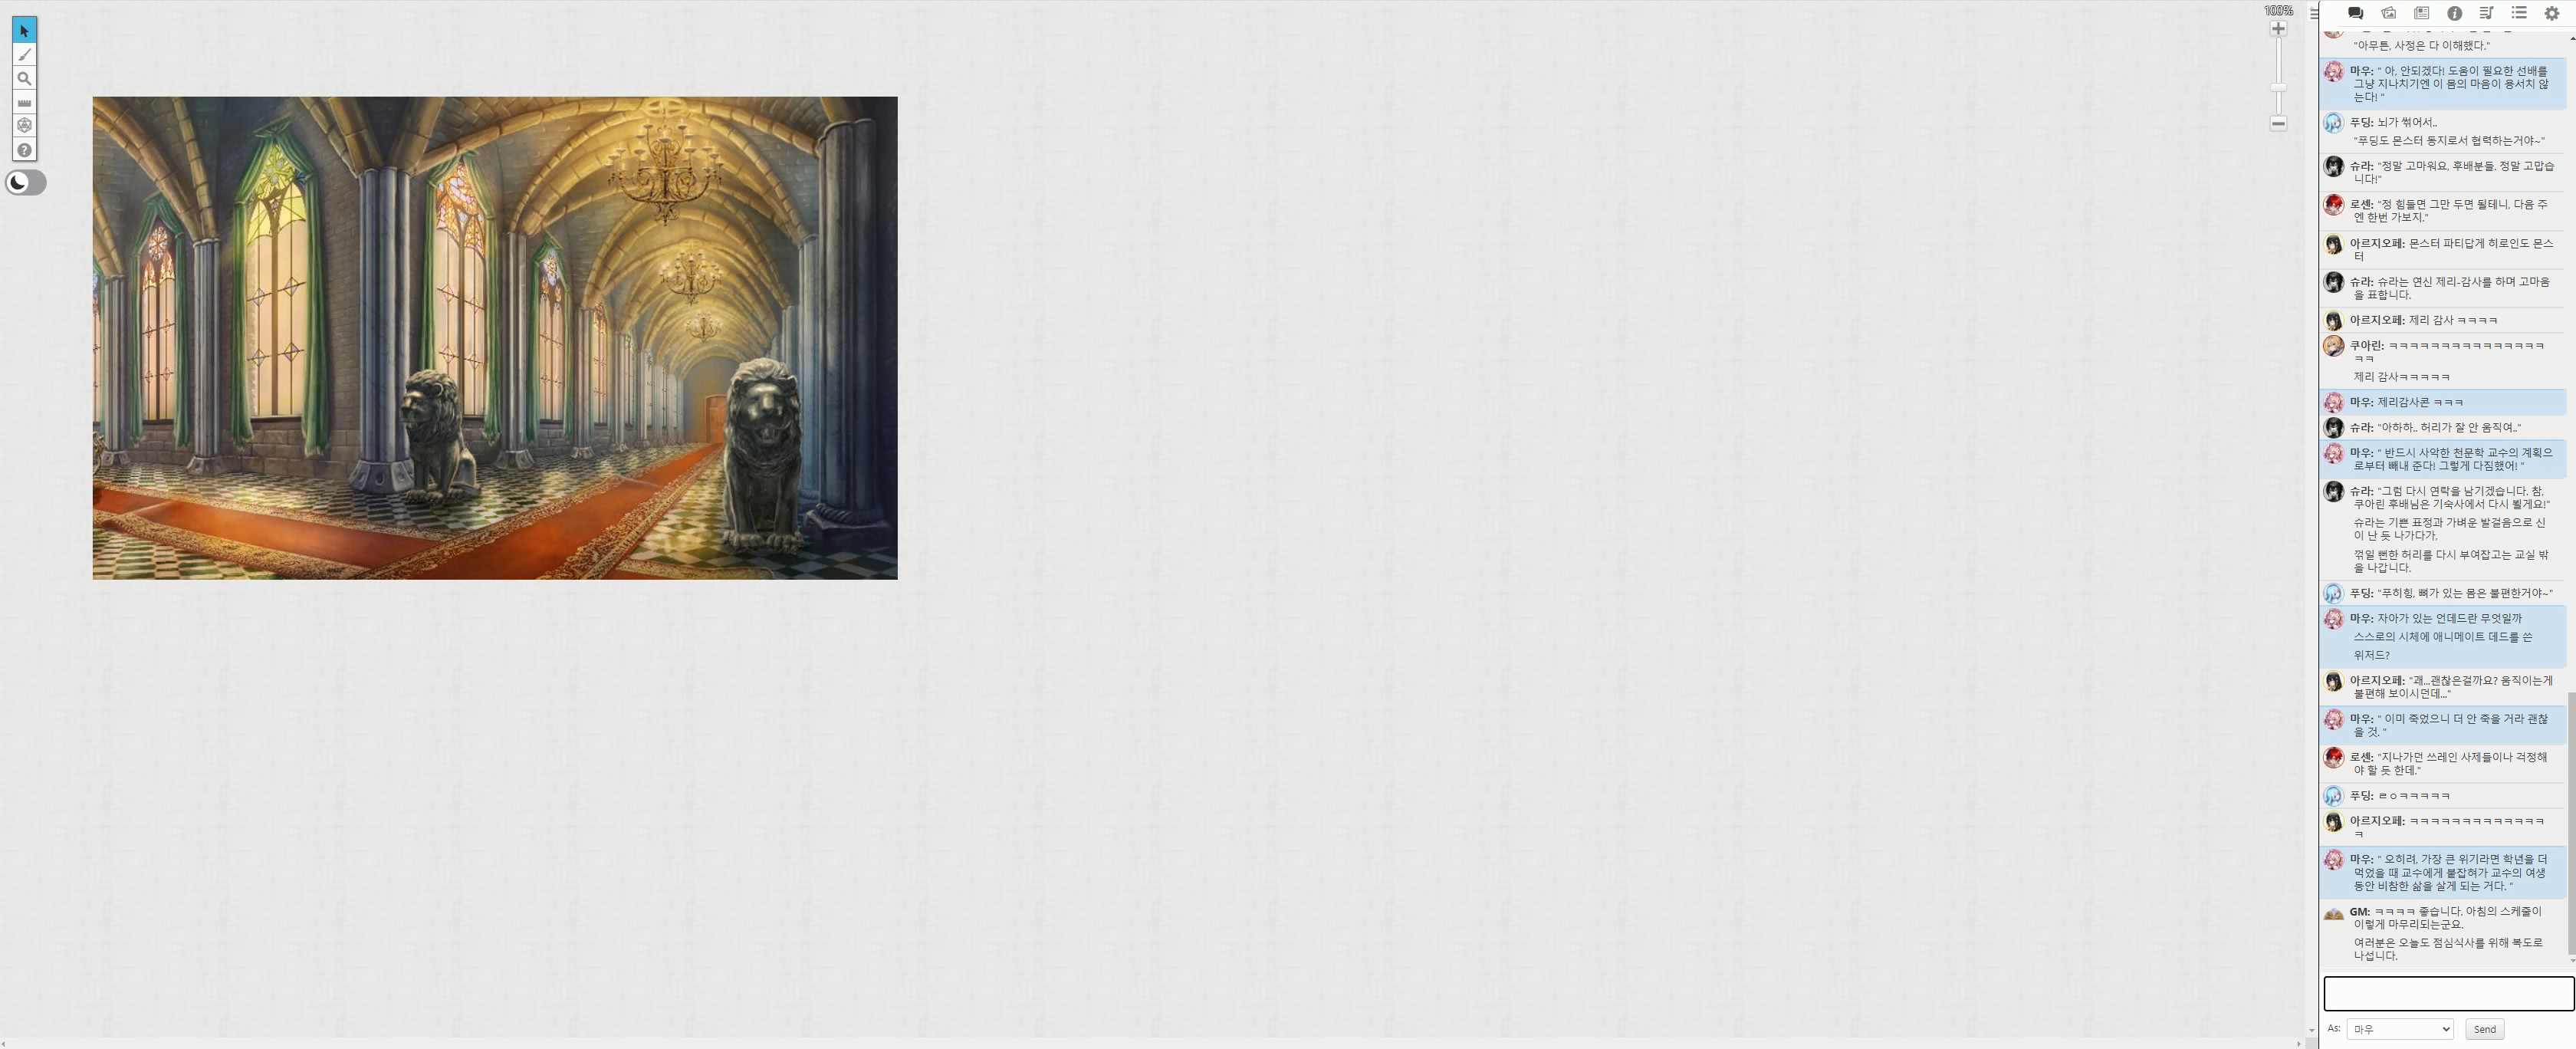 100%
"아무튼, 사정은 다 이해했다."
마우: " 아, 안되겠다! 도움이 필요한 선배를
그냥 지나치기엔 이 몸의 마음이 용서치 않
는다! "
푸딩: 뇌가 썪어서..
"푸딩도 몬스터 동지로서 협력하는거야~"
슈라: "정말 고마워요, 후배분들. 정말 고맙습
니다!"
로센: "정 힘들면 그만 두면 될테니, 다음 주
엔 한번 가보지."
아르지오페: 몬스터 파티답게 히로인도 몬스
터
슈라: 슈라는 연신 제리-감사를 하며 고마움
을 표합니다.
아르지오페: 제리 감사 ㅋㅋㅋㅋ
쿠아린: ㅋㅋㅋㅋㅋㅋㅋㅋㅋㅋㅋㅋㅋㅋㅋ
ㅋㅋ
제리 감사ㅋㅋㅋㅋㅋ
마우: 제리감사콘 ㅋㅋㅋ
슈라: "아하하.. 허리가 잘 안 움직여.."
마우: " 반드시 사악한 천문학 교수의 계획으
로부터 빼내 준다! 그렇게 다짐했어! "
슈라: "그럼 다시 연락을 남기겠습니다. 참,
쿠아린 후배님은 기숙사에서 다시 뵐게요!"
슈라는 기쁜 표정과 가벼운 발걸음으로 신
이 난 듯 나가다가,
꺾일 뻔한 허리를 다시 부여잡고는 교실 밖
을 나갑니다.
푸딩: "푸히힝, 뼈가 있는 몸은 불편한거야~"
마우: 자아가 있는 언데드란 무엇일까
스스로의 시체에 애니메이트 데드를 쓴
위저드?
아르지오페: "괘...괜찮은걸까요? 움직이는게
불편해 보이시던데..."
마우: " 이미 죽었으니 더 안 죽을 거라 괜찮
을 것. "
로센: "지나가던 쓰레인 사제들이나 걱정해
야 할 듯 한데."
푸딩: ㄹㅇㅋㅋㅋㅋㅋ
아르지오페: ㅋㅋㅋㅋㅋㅋㅋㅋㅋㅋㅋㅋㅋ
ㅋ
마우: " 오히려, 가장 큰 위기라면 학년을 더
먹었을 때 교수에게 붙잡혀가 교수의 여생
동안 비참한 삶을 살게 되는 거다. "
GM: ㅋㅋㅋㅋ 좋습니다. 아침의 스케줄이
이렇게 마무리되는군요.
여러분은 오늘도 점심식사를 위해 복도로
나섭니다.
As: 마우 Send